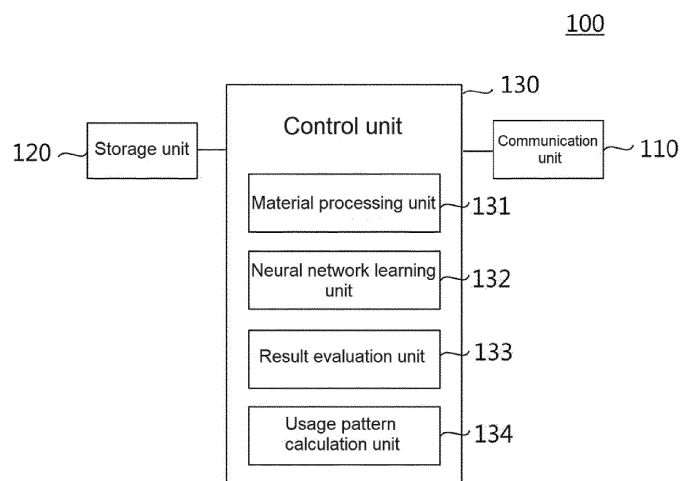 100
130
Control unit
120
Storage unit
Communication
unit
110
Material processing unit
131
Neural network learning
unit
132
Result evaluation unit
133
Usage pattern
calculation unit
134